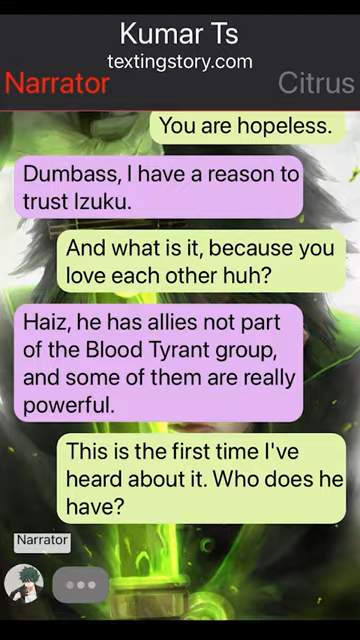 Kumar Ts
textingstory.com
Narrator
Citrus
You are hopeless.
Dumbass, I have a reason to
trust Izuku.
And what is it, because you
love each other huh?
Haiz, he has allies not part
of the Blood Tyrant group,
and some of them are really
powerful.
This is the first time I've
heard about it. Who does he
have?
Narrator